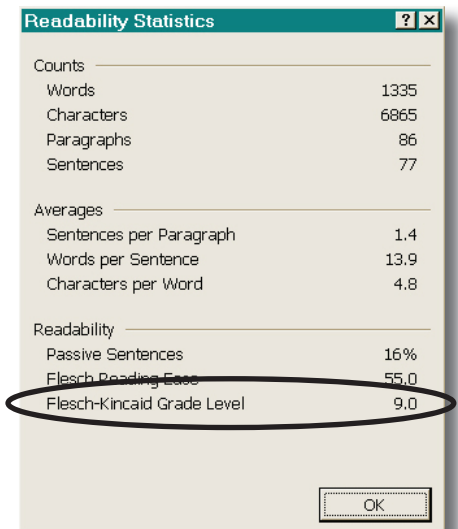 Readability Statistics
Counts
Words 1335
Characters 6865
Paragraphs 86
Sentences 77
Averages
Sentences per Paragraph 1.4
Words per Sentence 13.9
Characters per Word 4.8
Readability
Passive Sentences 16%
Flesch Reading Ease 55.0
Flesch-Kincaid Grade Level 9.0
OK